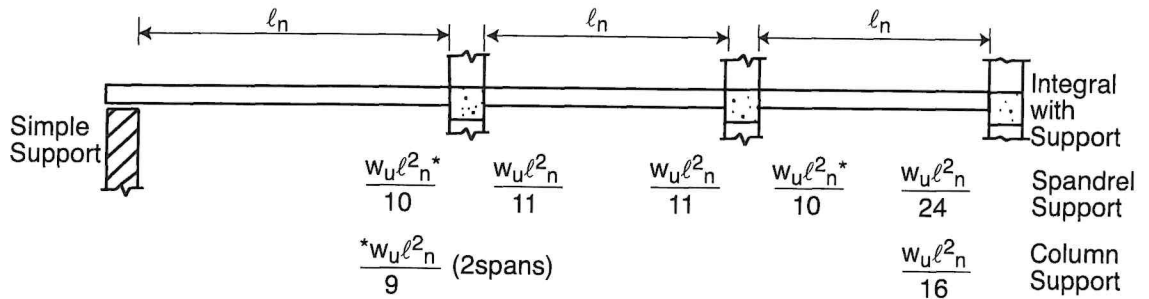 ℓn ℓn ℓn
Simple
Support
Integral
with
Support
wuℓ²n*/10 wuℓ²n/11 wuℓ²n/11 wuℓ²n*/10 wuℓ²n/24
Spandrel
Support
*wuℓ²n/9 (2spans) wuℓ²n/16
Column
Support